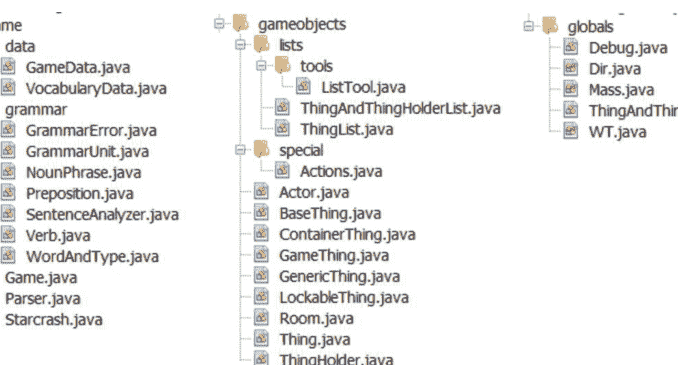 data
GameData.java
VocabularyData.java
grammar
GrammarError.java
GrammarUnit.java
NounPhrase.java
Preposition.java
SentenceAnalyzer.java
Verb.java
WordAndType.java
Game.java
Parser.java
Starcrash.java
gameobjects
lists
tools
ListTool.java
ThingAndThingHolderList.java
ThingList.java
special
Actions.java
Actor.java
BaseThing.java
ContainerThing.java
GameThing.java
GenericThing.java
LockableThing.java
Room.java
Thing.java
ThingHolder.java
globals
Debug.java
Dir.java
Mass.java
WT.java